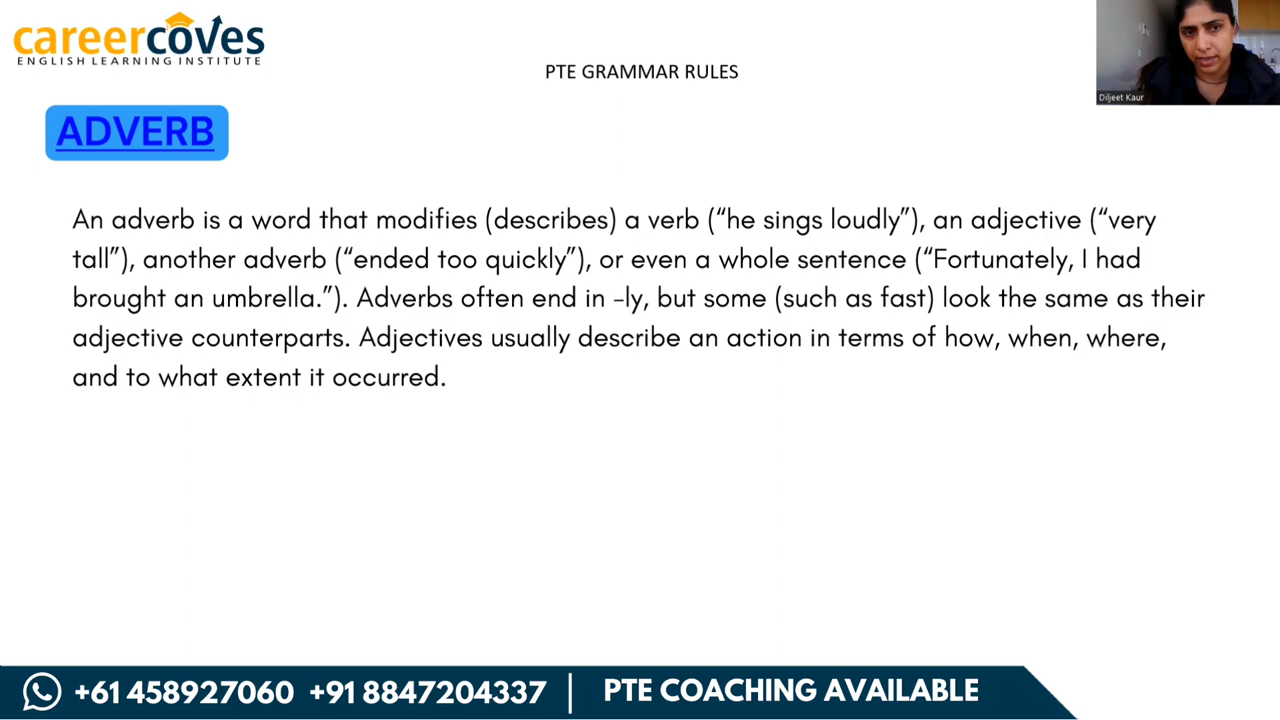 careercoves
ENGLISH LEARNING INSTITUTE
PTE GRAMMAR RULES
Diljeet Kaur
ADVERB
An adverb is a word that modifies (describes) a verb (“he sings loudly”), an adjective (“very
tall”), another adverb (“ended too quickly”), or even a whole sentence (“Fortunately, I had
brought an umbrella.”). Adverbs often end in –ly, but some (such as fast) look the same as their
adjective counterparts. Adjectives usually describe an action in terms of how, when, where,
and to what extent it occurred.
+61 458927060 +91 8847204337 | PTE COACHING AVAILABLE